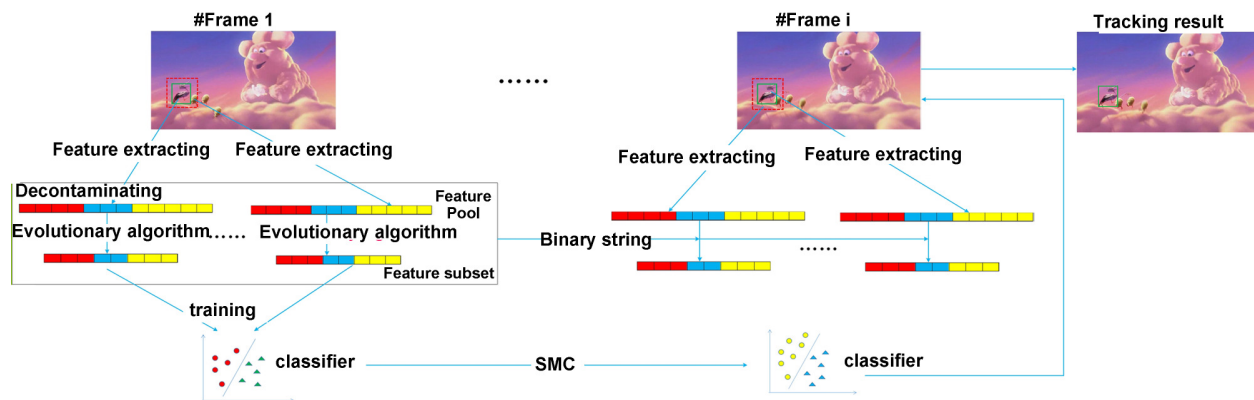 #Frame 1
#Frame i
Tracking result
......
Feature extracting
Feature extracting
Feature extracting
Feature extracting
Decontaminating
Feature
Pool
Evolutionary algorithm
......
Evolutionary algorithm
Feature subset
Binary string
......
training
classifier
SMC
classifier